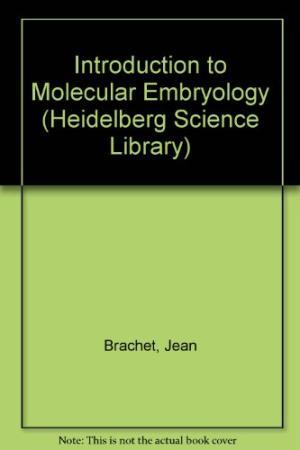 Introduction to
Molecular Embryology
(Heidelberg Science
Library)
Brachet, Jean
Note: This is not the actual book cover